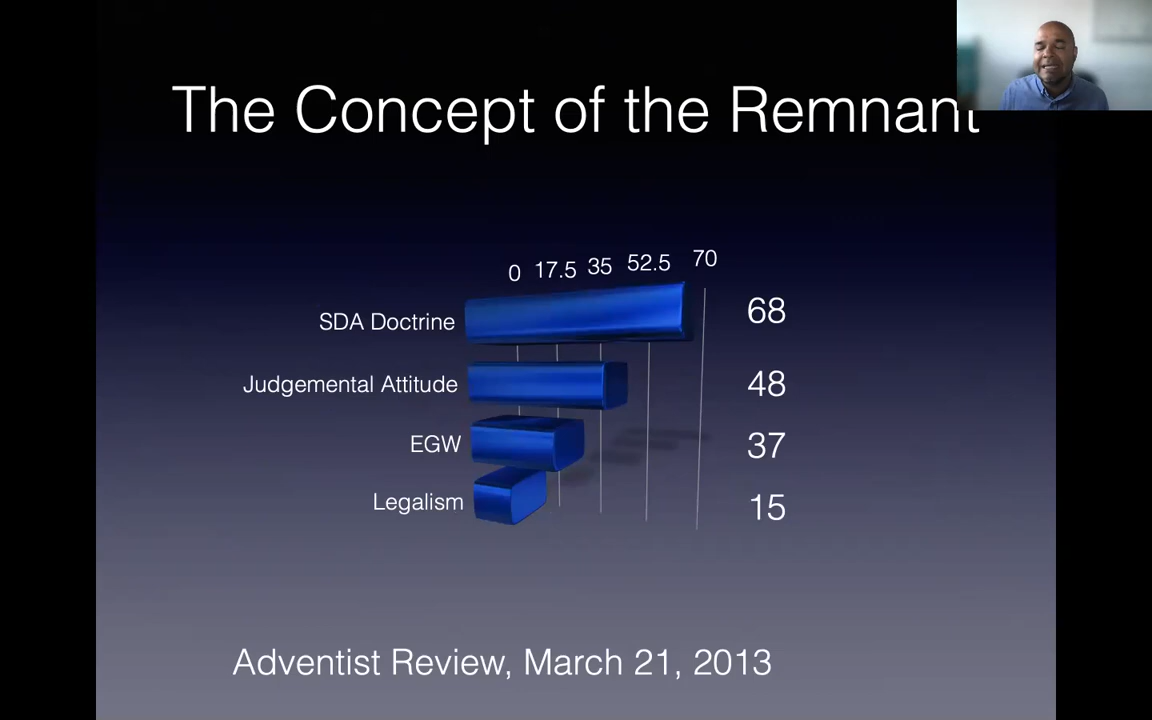 The Concept of the Remnant
0 17.5 35 52.5 70
SDA Doctrine 68
Judgemental Attitude 48
EGW 37
Legalism 15
Adventist Review, March 21, 2013